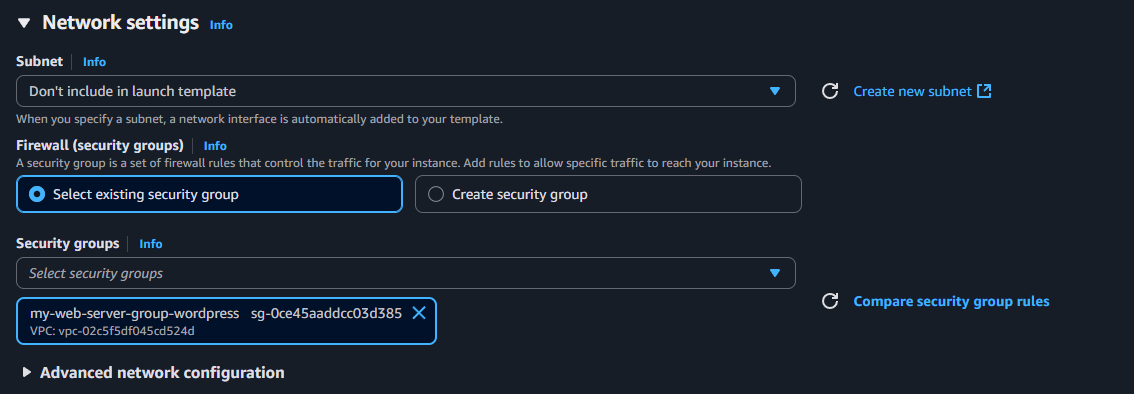 Network settings Info
Subnet Info
Don't include in launch template
Create new subnet
When you specify a subnet, a network interface is automatically added to your template.
Firewall (security groups) Info
A security group is a set of firewall rules that control the traffic for your instance. Add rules to allow specific traffic to reach your instance.
Select existing security group
Create security group
Security groups Info
Select security groups
my-web-server-group-wordpress sg-0ce45aaddcc03d385
VPC: vpc-02c5f5df045cd524d
Compare security group rules
Advanced network configuration